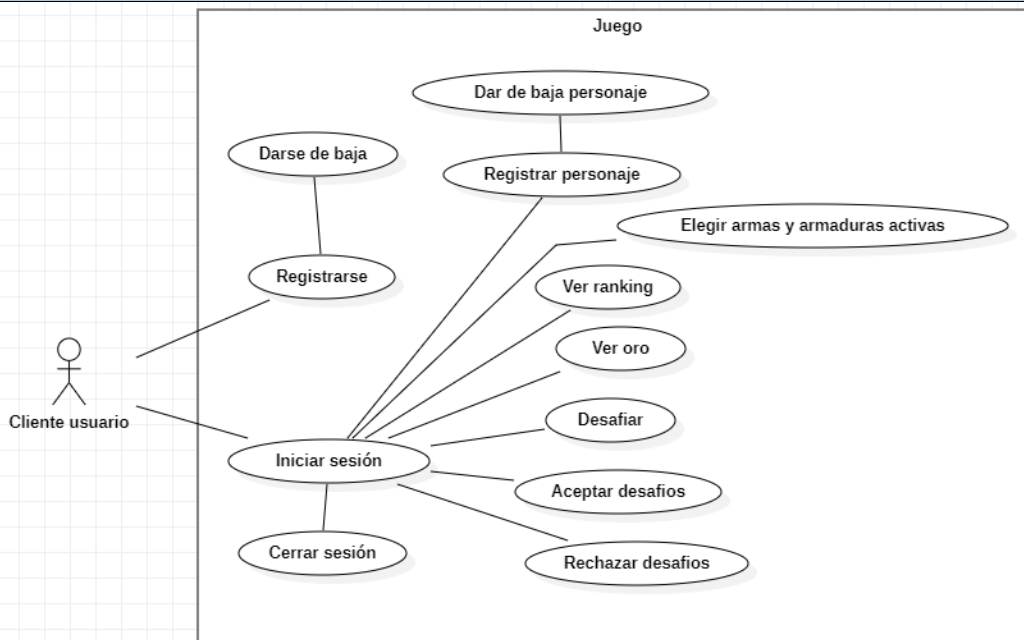 Juego
Dar de baja personaje
Darse de baja
Registrar personaje
Elegir armas y armaduras activas
Registrarse
Ver ranking
Ver oro
Cliente usuario
Desafiar
Iniciar sesión
Aceptar desafios
Cerrar sesión
Rechazar desafios